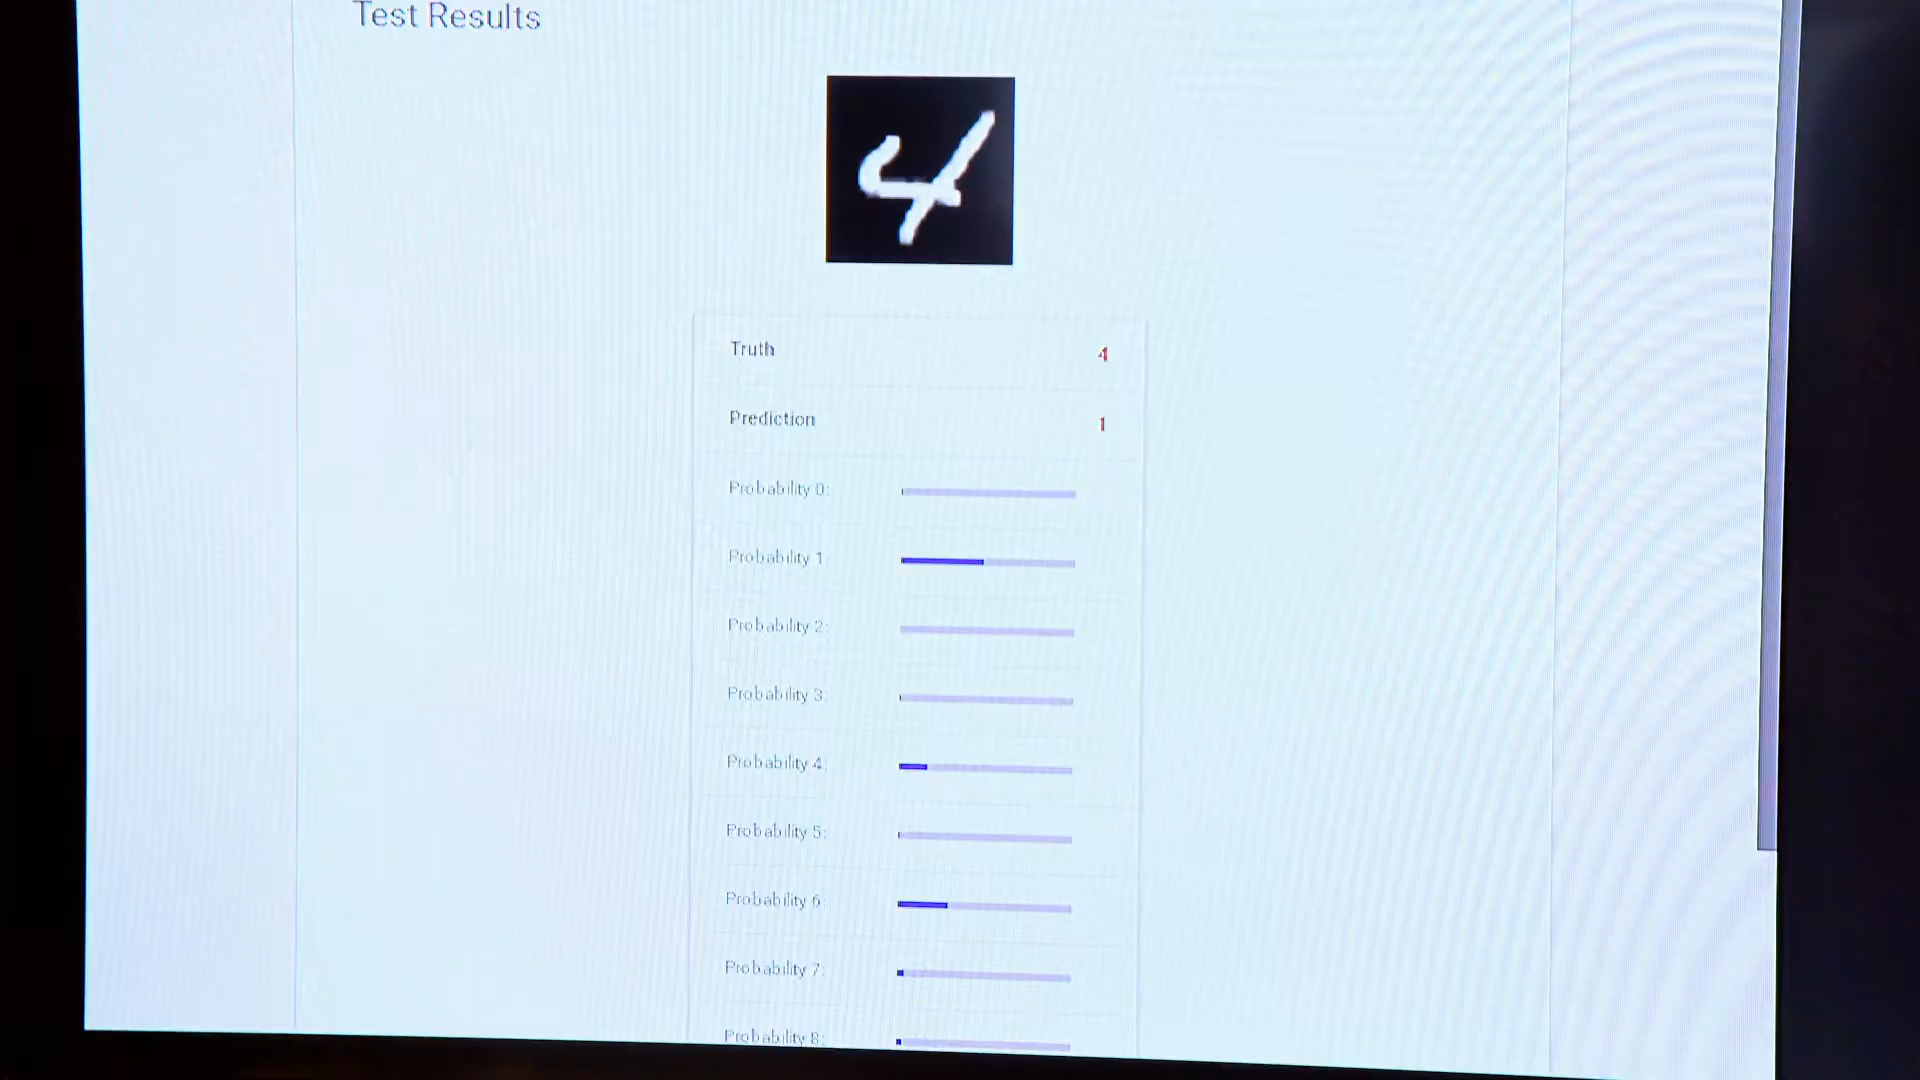 Test Results
4
Truth 4
Prediction 1
Probability 0:
Probability 1:
Probability 2:
Probability 3:
Probability 4:
Probability 5:
Probability 6:
Probability 7:
Probability 8: